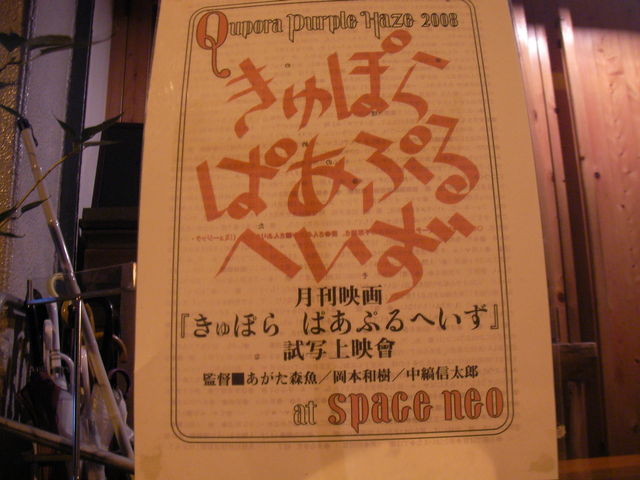 Qupora Purple Haze 2008
きゅぽら
ぱあぷる
へいず
月刊映画
『きゅぽら ぱあぷるへいず』
試写上映會
監督■あがた森魚／岡本和樹／中縞信太郎
at space neo